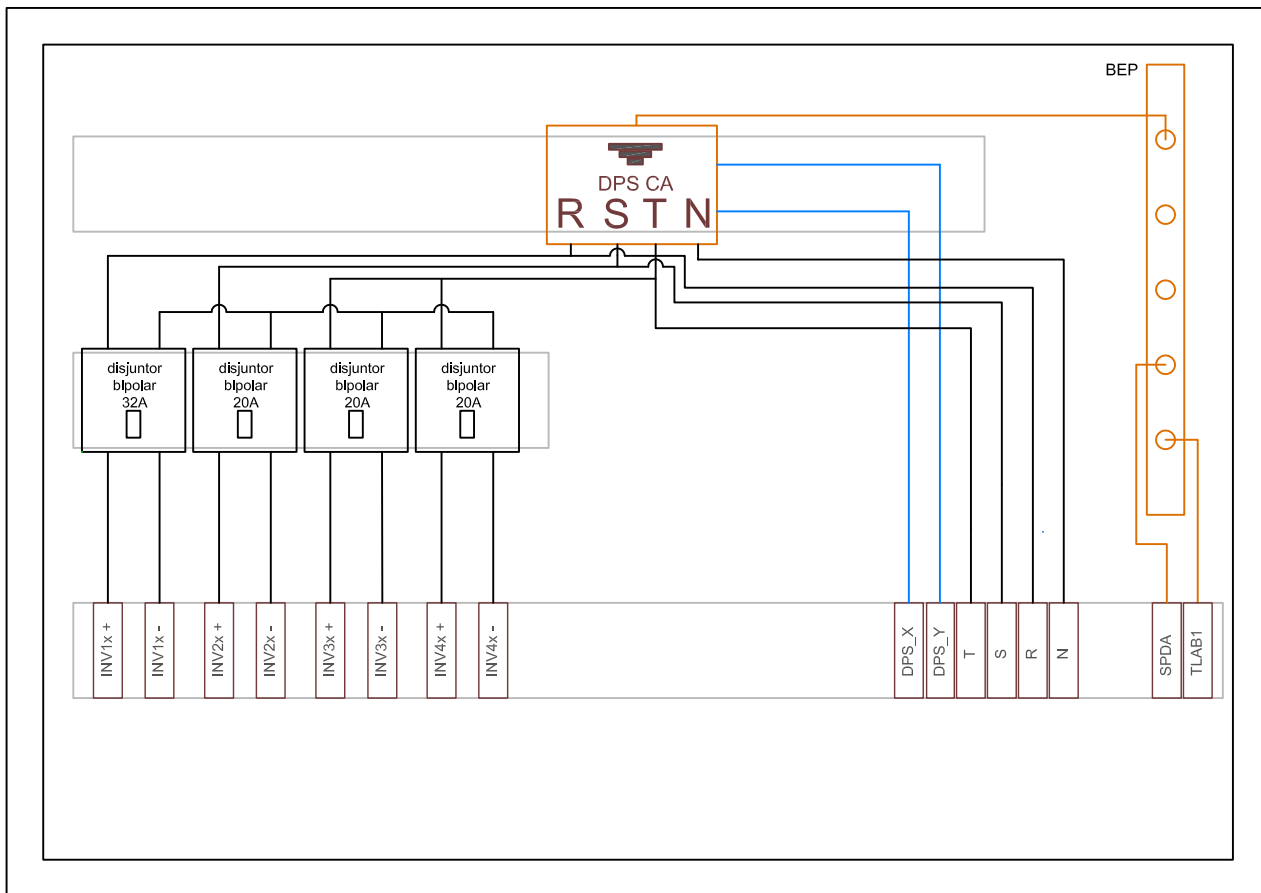 BEP
DPS CA
R S T N
disjuntor
bipolar
32A
disjuntor
bipolar
20A
disjuntor
bipolar
20A
disjuntor
bipolar
20A
INV1x +
INV1x -
INV2x +
INV2x -
INV3x +
INV3x -
INV4x +
INV4x -
DPS_X
DPS_Y
T
S
R
N
SPDA
TLAB1